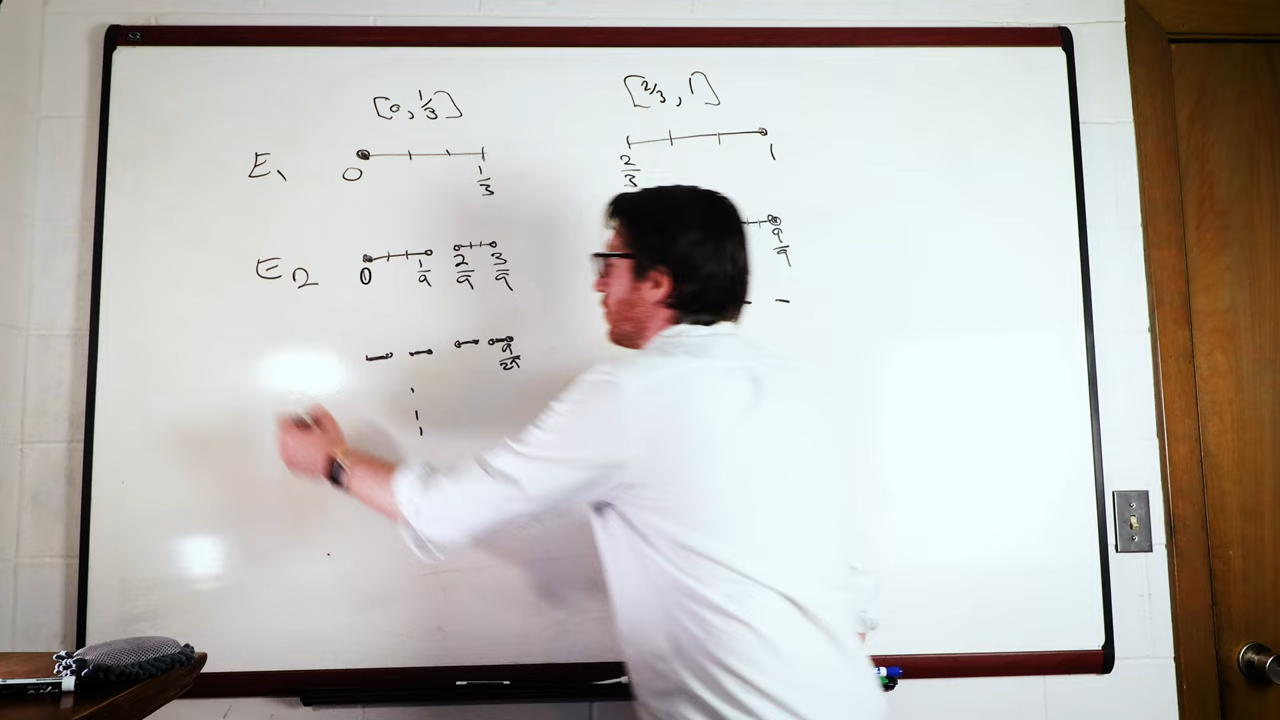 [0, 1/3] [2/3, 1]
E₁ 0 1/3 2/3 1
E₂ 0 1/9 2/9 3/9 9/9
9/27